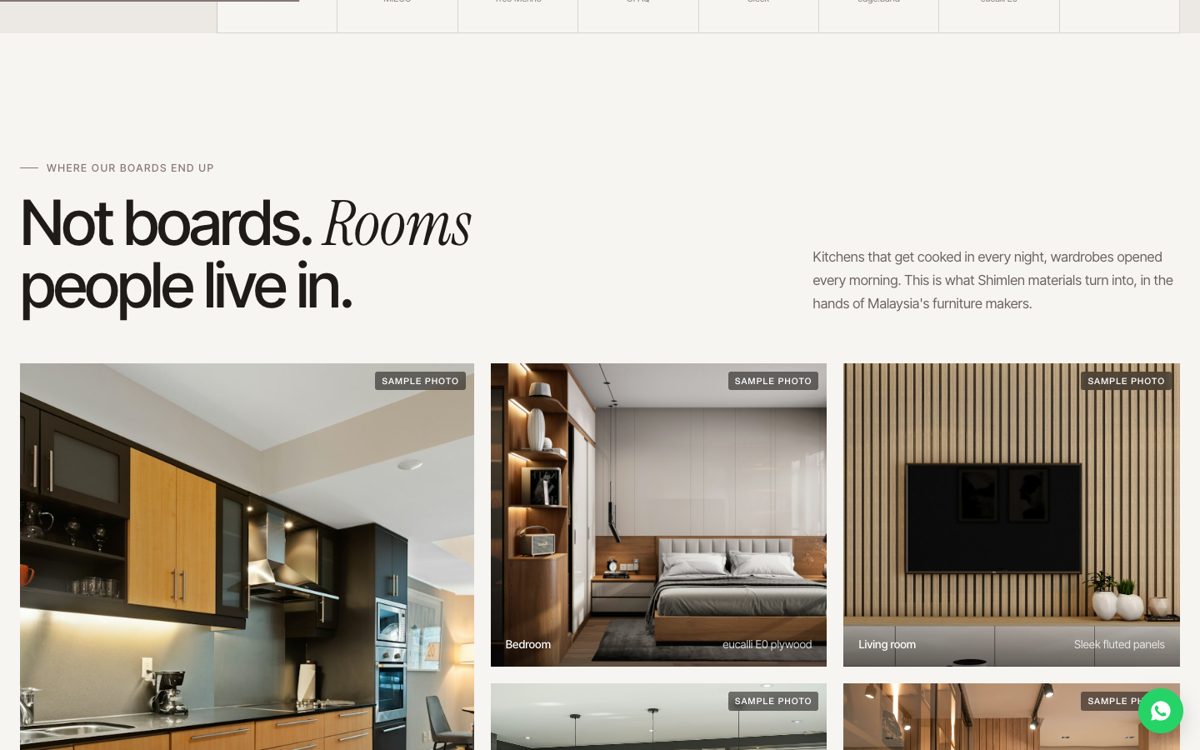 WHERE OUR BOARDS END UP
Not boards. Rooms
people live in.
Kitchens that get cooked in every night, wardrobes opened
every morning. This is what Shimlen materials turn into, in the
hands of Malaysia's furniture makers.
SAMPLE PHOTO
SAMPLE PHOTO
SAMPLE PHOTO
Bedroom
eucalli E0 plywood
Living room
Sleek fluted panels
SAMPLE PHOTO